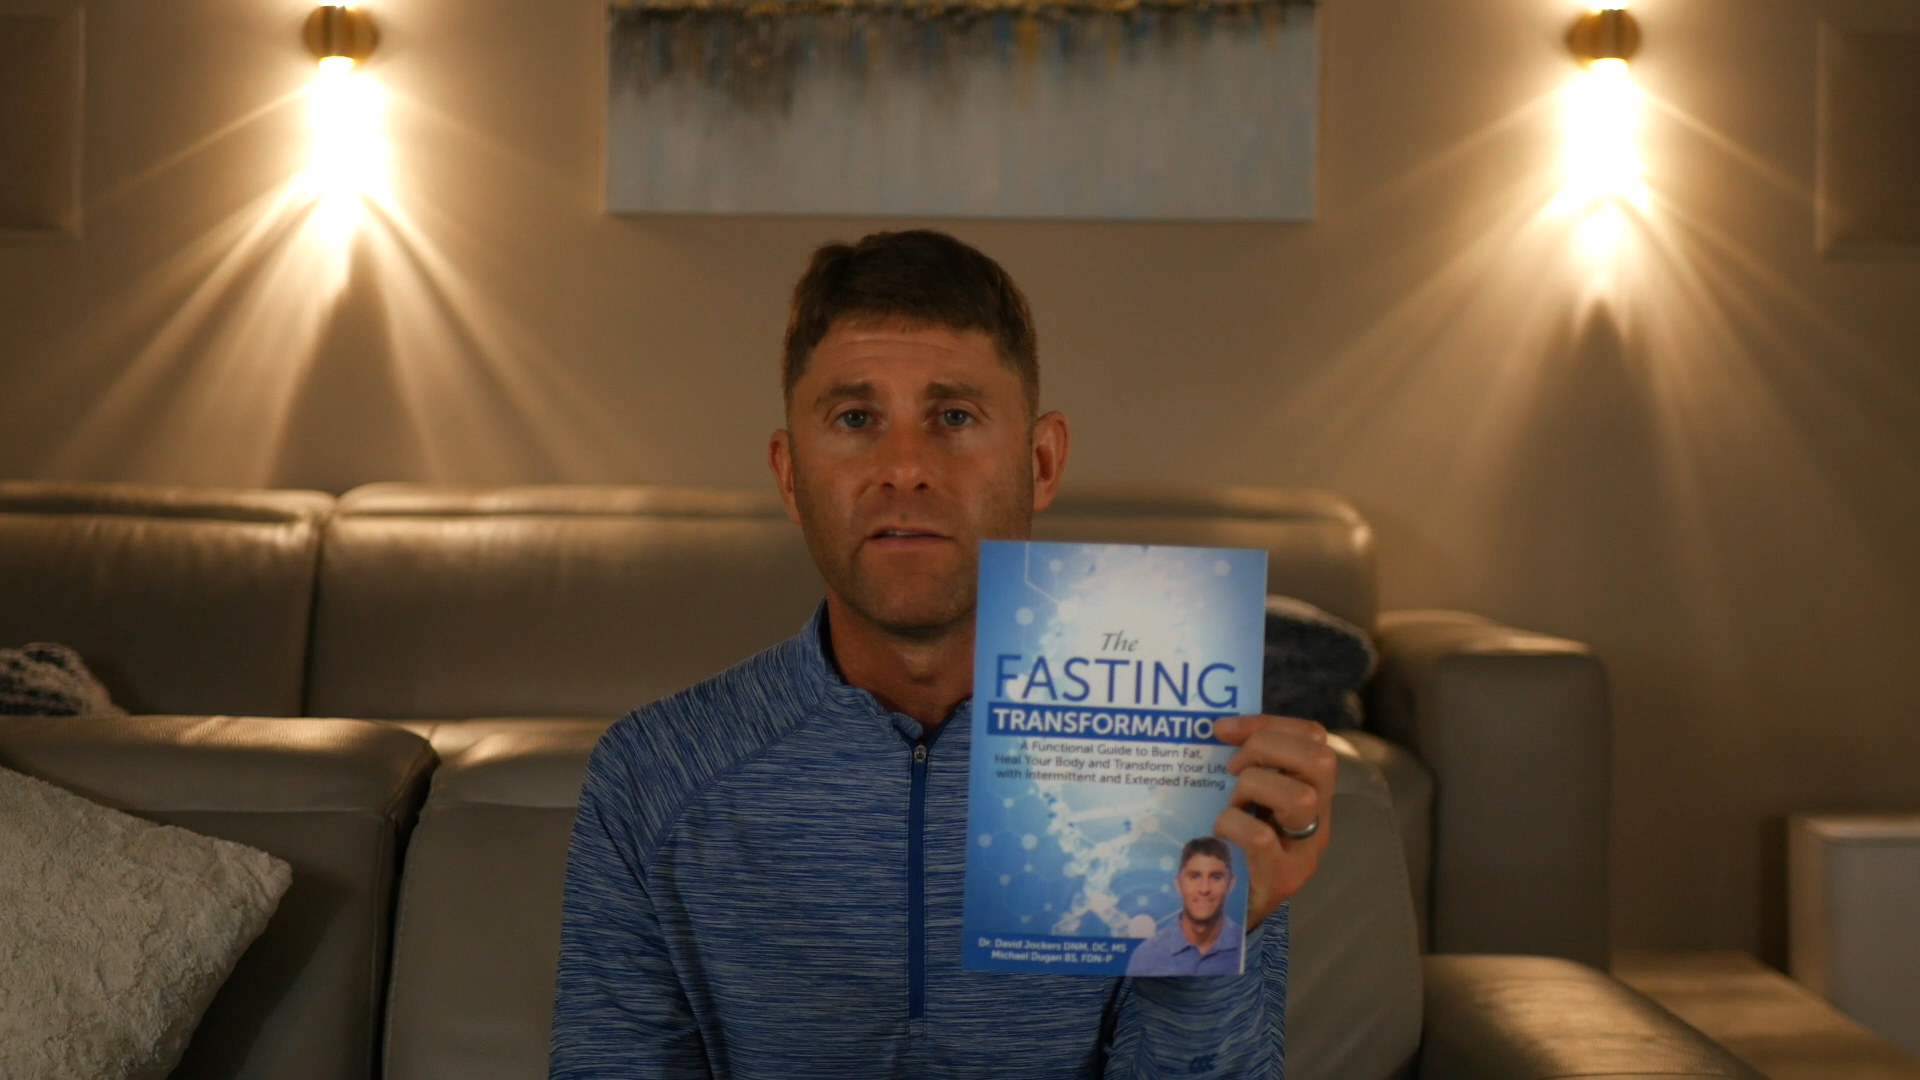 The
FASTING
TRANSFORMATIO
A Functional Guide to Burn Fat,
Heal Your Body and Transform Your Life
with Intermittent and Extended Fasting
Dr. David Jockers DNM, DC, MS
Michael Dugan BS, FDN-P